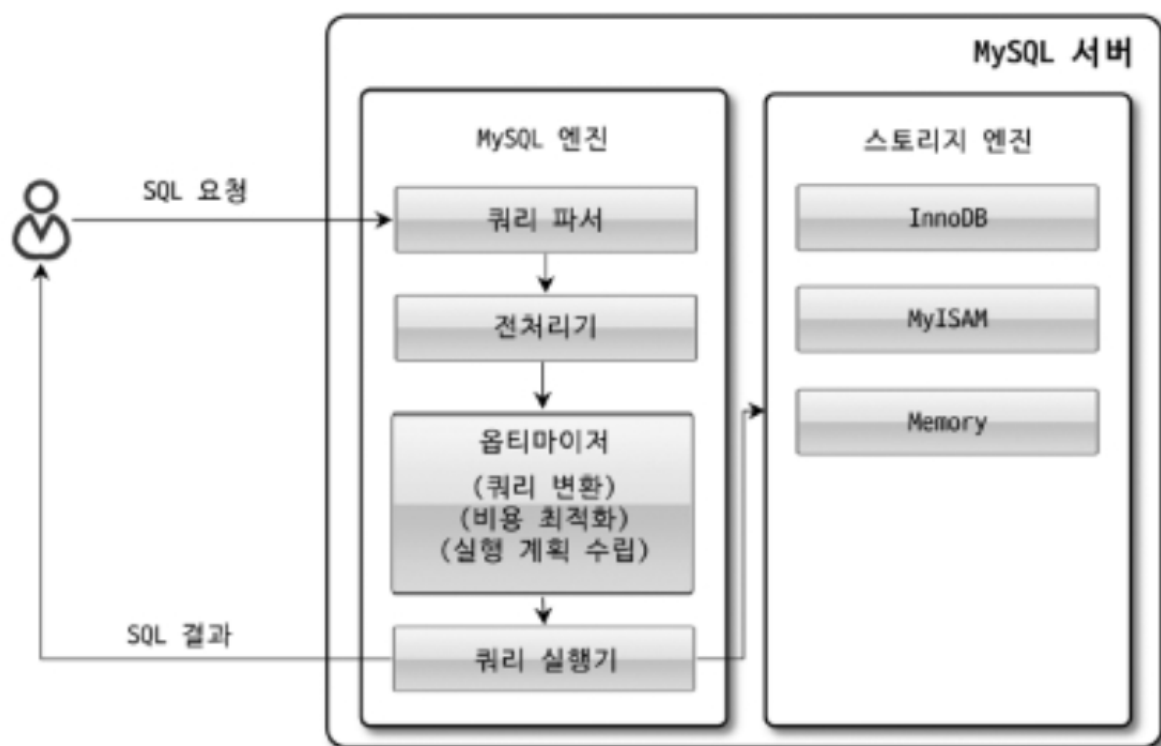 MySQL 서버
MySQL 엔진
스토리지 엔진
SQL 요청
쿼리 파서
InnoDB
전처리기
MyISAM
옵티마이저
(쿼리 변환)
(비용 최적화)
(실행 계획 수립)
Memory
SQL 결과
쿼리 실행기